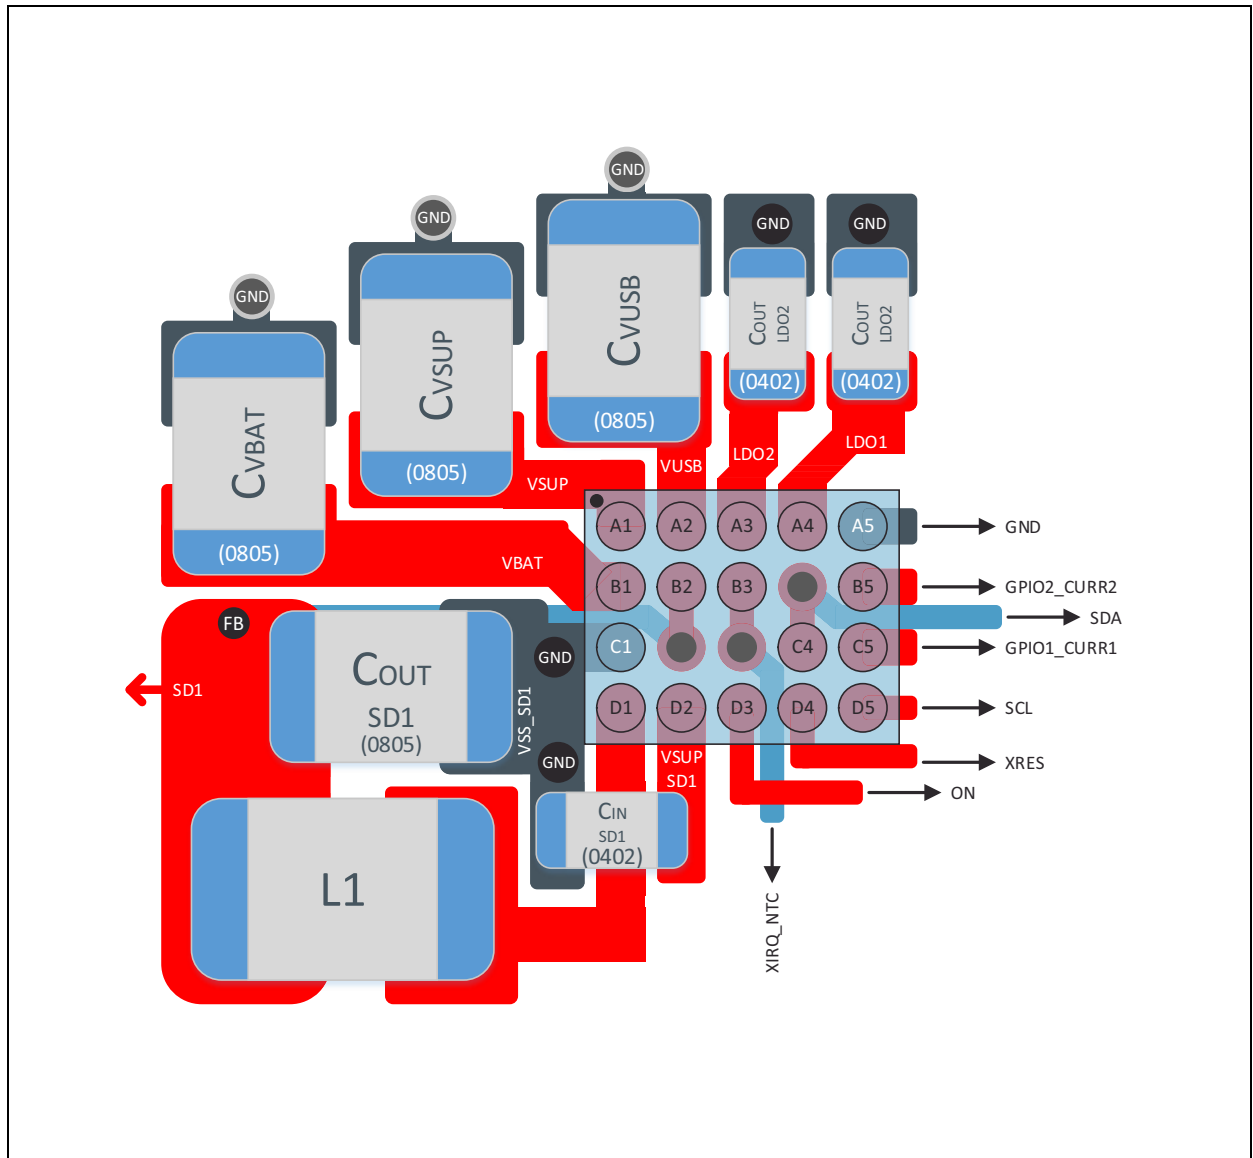 GND
GND
GND
GND
GND
CVUSB
(0805)
COUT
LDO2
(0402)
COUT
LDO2
(0402)
CVSUP
(0805)
CVBAT
(0805)
VSUP
VUSB
LDO2
LDO1
VBAT
A1 A2 A3 A4 A5
GND
B1 B2 B3 B5
GPIO2_CURR2
SDA
C1 C4 C5
GPIO1_CURR1
D1 D2 D3 D4 D5
SCL
XRES
ON
XIRQ_NTC
FB
SD1
COUT
SD1
(0805)
VSS_SD1
GND
GND
VSUP
SD1
CIN
SD1
(0402)
L1